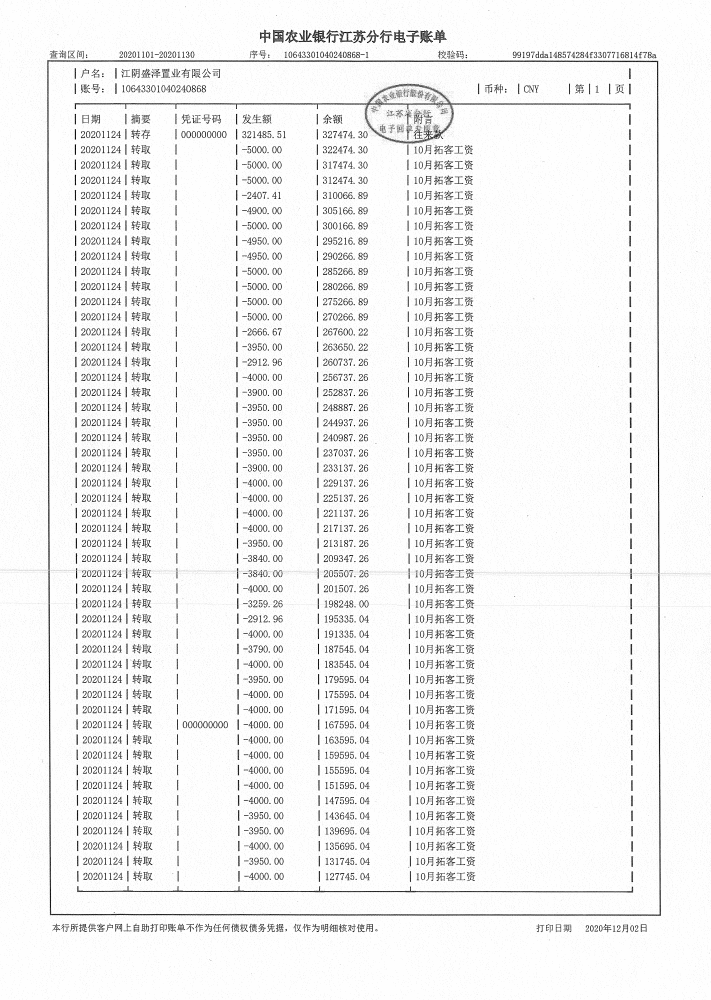 中国农业银行江苏分行电子账单
查询区间: 20201101-20201130 序号: 10643301040240868-1 校验码: 99197dda148574284f3307716814f78a
户名: 江阴盛泽置业有限公司
账号: 10643301040240868 币种: CNY 第 1 页
中国农业银行股份有限公司
江苏省分行
电子回单专用章
日期 摘要 凭证号码 发生额 余额 附言
20201124 转存 000000000 321485.51 327474.30 往来款
20201124 转取 -5000.00 322474.30 10月拓客工资
20201124 转取 -5000.00 317474.30 10月拓客工资
20201124 转取 -5000.00 312474.30 10月拓客工资
20201124 转取 -2407.41 310066.89 10月拓客工资
20201124 转取 -4900.00 305166.89 10月拓客工资
20201124 转取 -5000.00 300166.89 10月拓客工资
20201124 转取 -4950.00 295216.89 10月拓客工资
20201124 转取 -4950.00 290266.89 10月拓客工资
20201124 转取 -5000.00 285266.89 10月拓客工资
20201124 转取 -5000.00 280266.89 10月拓客工资
20201124 转取 -5000.00 275266.89 10月拓客工资
20201124 转取 -5000.00 270266.89 10月拓客工资
20201124 转取 -2666.67 267600.22 10月拓客工资
20201124 转取 -3950.00 263650.22 10月拓客工资
20201124 转取 -2912.96 260737.26 10月拓客工资
20201124 转取 -4000.00 256737.26 10月拓客工资
20201124 转取 -3900.00 252837.26 10月拓客工资
20201124 转取 -3950.00 248887.26 10月拓客工资
20201124 转取 -3950.00 244937.26 10月拓客工资
20201124 转取 -3950.00 240987.26 10月拓客工资
20201124 转取 -3950.00 237037.26 10月拓客工资
20201124 转取 -3900.00 233137.26 10月拓客工资
20201124 转取 -4000.00 229137.26 10月拓客工资
20201124 转取 -4000.00 225137.26 10月拓客工资
20201124 转取 -4000.00 221137.26 10月拓客工资
20201124 转取 -4000.00 217137.26 10月拓客工资
20201124 转取 -3950.00 213187.26 10月拓客工资
20201124 转取 -3840.00 209347.26 10月拓客工资
20201124 转取 -3840.00 205507.26 10月拓客工资
20201124 转取 -4000.00 201507.26 10月拓客工资
20201124 转取 -3259.26 198248.00 10月拓客工资
20201124 转取 -2912.96 195335.04 10月拓客工资
20201124 转取 -4000.00 191335.04 10月拓客工资
20201124 转取 -3790.00 187545.04 10月拓客工资
20201124 转取 -4000.00 183545.04 10月拓客工资
20201124 转取 -3950.00 179595.04 10月拓客工资
20201124 转取 -4000.00 175595.04 10月拓客工资
20201124 转取 -4000.00 171595.04 10月拓客工资
20201124 转取 000000000 -4000.00 167595.04 10月拓客工资
20201124 转取 -4000.00 163595.04 10月拓客工资
20201124 转取 -4000.00 159595.04 10月拓客工资
20201124 转取 -4000.00 155595.04 10月拓客工资
20201124 转取 -4000.00 151595.04 10月拓客工资
20201124 转取 -4000.00 147595.04 10月拓客工资
20201124 转取 -3950.00 143645.04 10月拓客工资
20201124 转取 -3950.00 139695.04 10月拓客工资
20201124 转取 -4000.00 135695.04 10月拓客工资
20201124 转取 -3950.00 131745.04 10月拓客工资
20201124 转取 -4000.00 127745.04 10月拓客工资
本行所提供客户网上自助打印账单不作为任何债权债务凭据，仅作为明细核对使用。 打印日期 2020年12月02日